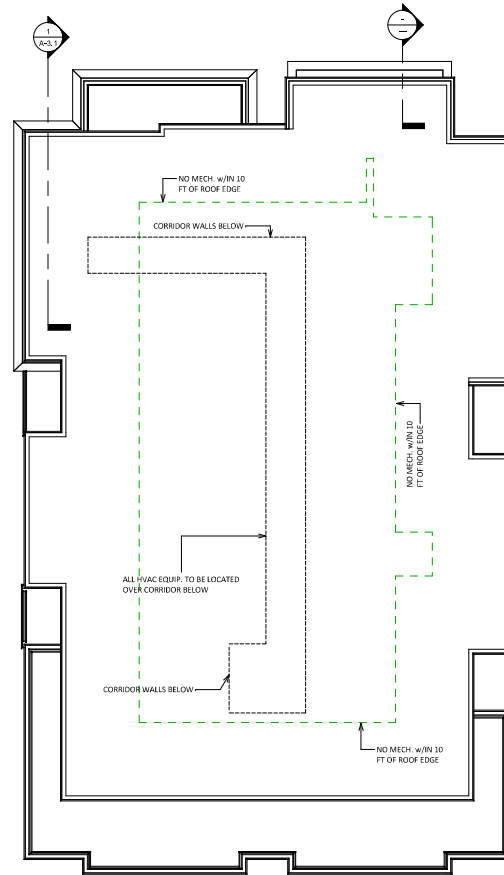 1
A-3.1
-
--
NO MECH. w/IN 10
FT OF ROOF EDGE
CORRIDOR WALLS BELOW
NO MECH. w/IN 10
FT OF ROOF EDGE
ALL HVAC EQUIP. TO BE LOCATED
OVER CORRIDOR BELOW
CORRIDOR WALLS BELOW
NO MECH. w/IN 10
FT OF ROOF EDGE